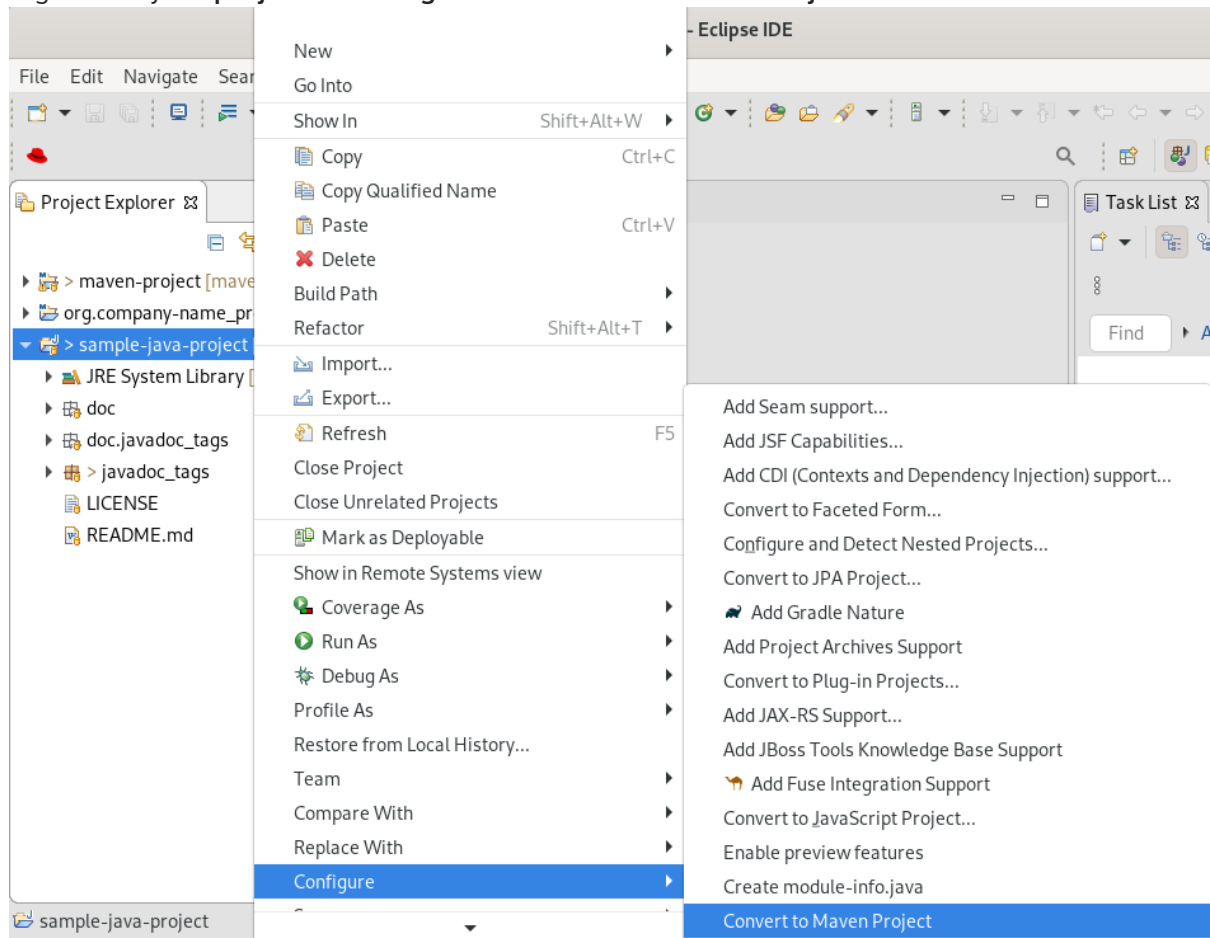 - Eclipse IDE
File Edit Navigate Sear
Project Explorer
> maven-project [mave
org.company-name_pr
> sample-java-project
JRE System Library [
doc
doc.javadoc_tags
> javadoc_tags
LICENSE
README.md
sample-java-project
New
Go Into
Show In Shift+Alt+W
Copy Ctrl+C
Copy Qualified Name
Paste Ctrl+V
Delete
Build Path
Refactor Shift+Alt+T
Import...
Export...
Refresh F5
Close Project
Close Unrelated Projects
Mark as Deployable
Show in Remote Systems view
Coverage As
Run As
Debug As
Profile As
Restore from Local History...
Team
Compare With
Replace With
Configure
Task List
Find A
Add Seam support...
Add JSF Capabilities...
Add CDI (Contexts and Dependency Injection) support...
Convert to Faceted Form...
Configure and Detect Nested Projects...
Convert to JPA Project...
Add Gradle Nature
Add Project Archives Support
Convert to Plug-in Projects...
Add JAX-RS Support...
Add JBoss Tools Knowledge Base Support
Add Fuse Integration Support
Convert to JavaScript Project...
Enable preview features
Create module-info.java
Convert to Maven Project